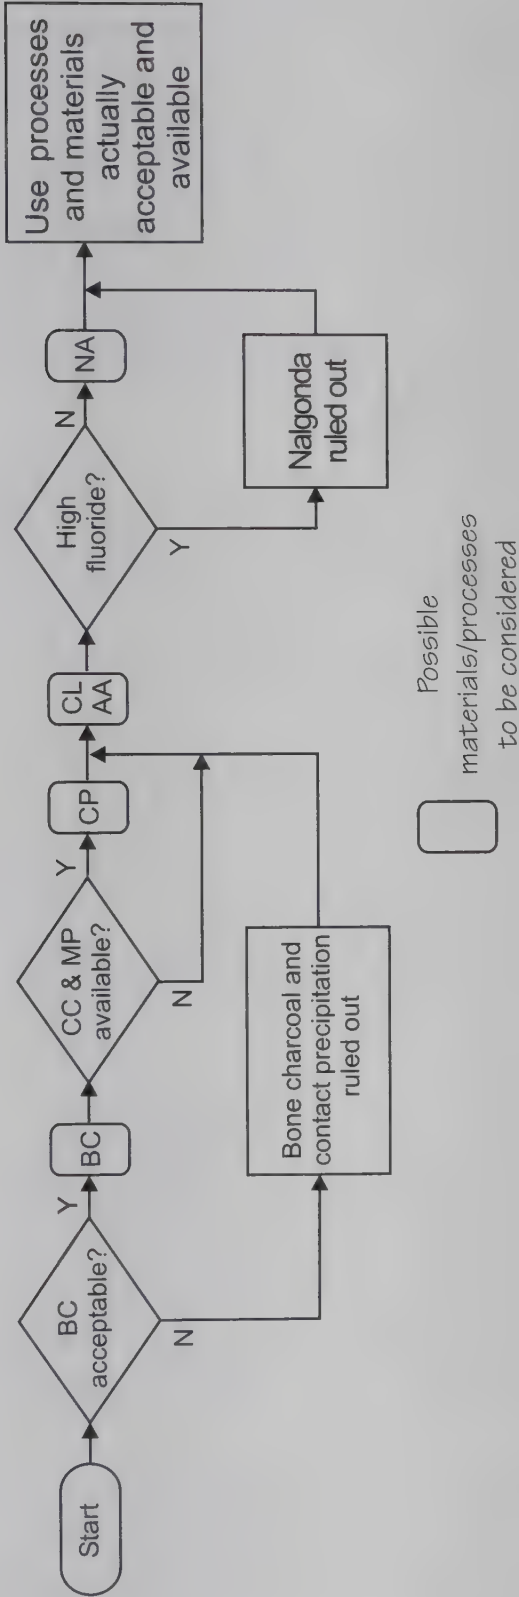 Start
BC
acceptable?
Y
N
BC
CC & MP
available?
Y
N
CP
Bone charcoal and
contact precipitation
ruled out
CL
AA
High
fluoride?
N
Y
NA
Nalgonda
ruled out
Use processes
and materials
actually
acceptable and
available
Possible
materials/processes
to be considered